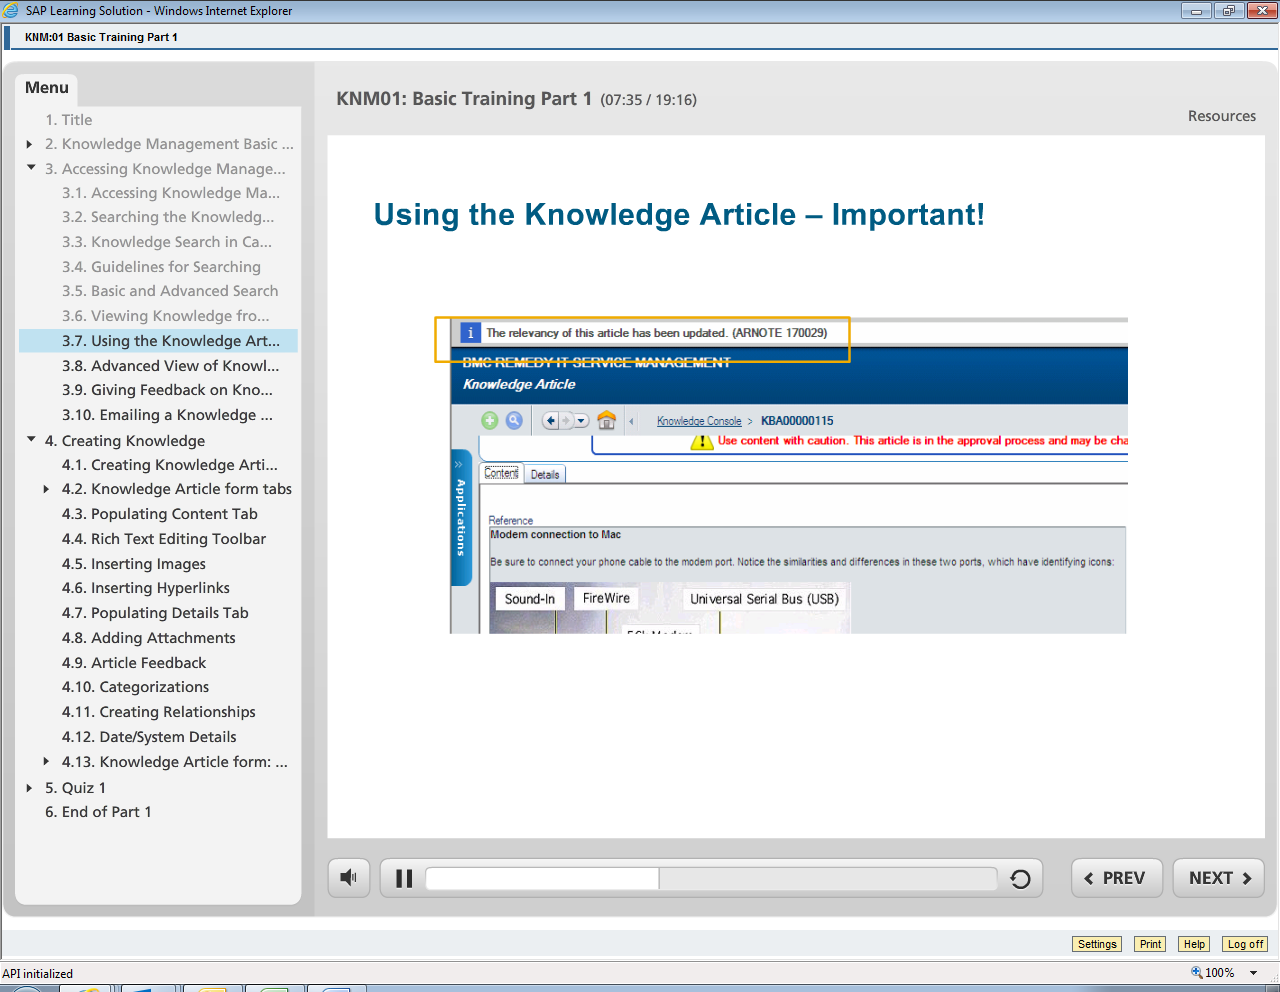 SAP Learning Solution - Windows Internet Explorer
KNM:01 Basic Training Part 1
Menu
1. Title
2. Knowledge Management Basic ...
3. Accessing Knowledge Manage...
3.1. Accessing Knowledge Ma...
3.2. Searching the Knowledg...
3.3. Knowledge Search in Ca...
3.4. Guidelines for Searching
3.5. Basic and Advanced Search
3.6. Viewing Knowledge fro...
3.7. Using the Knowledge Art...
3.8. Advanced View of Knowl...
3.9. Giving Feedback on Kno...
3.10. Emailing a Knowledge ...
4. Creating Knowledge
4.1. Creating Knowledge Arti...
4.2. Knowledge Article form tabs
4.3. Populating Content Tab
4.4. Rich Text Editing Toolbar
4.5. Inserting Images
4.6. Inserting Hyperlinks
4.7. Populating Details Tab
4.8. Adding Attachments
4.9. Article Feedback
4.10. Categorizations
4.11. Creating Relationships
4.12. Date/System Details
4.13. Knowledge Article form: ...
5. Quiz 1
6. End of Part 1
KNM01: Basic Training Part 1 (07:35 / 19:16)
Resources
Using the Knowledge Article – Important!
The relevancy of this article has been updated. (ARNOTE 170029)
BMC REMEDY IT SERVICE MANAGEMENT
Knowledge Article
Knowledge Console > KBA00000115
Use content with caution. This article is in the approval process and may be cha
Applications
Content Details
Reference
Modem connection to Mac
Be sure to connect your phone cable to the modem port. Notice the similarities and differences in these two ports, which have identifying icons:
Sound-In FireWire Universal Serial Bus (USB)
PREV NEXT
Settings Print Help Log off
API initialized
100%